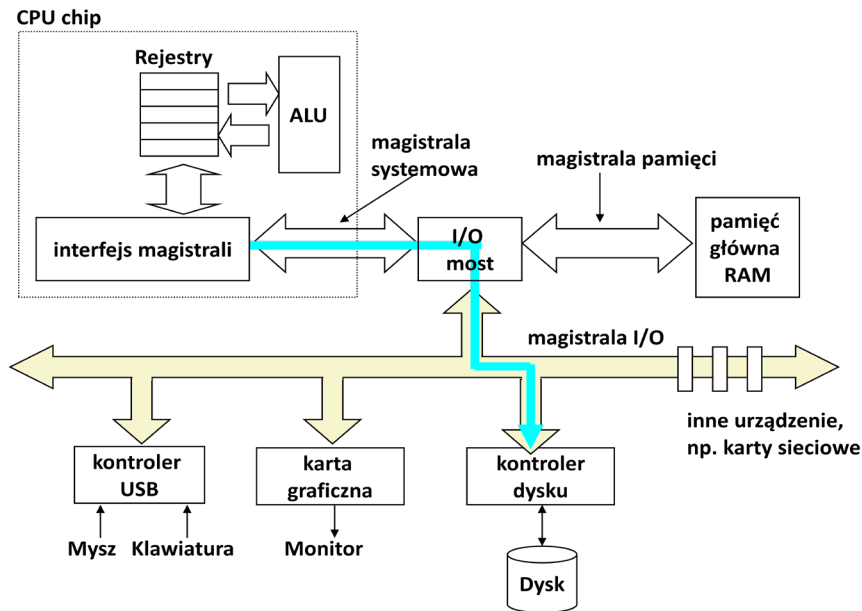 CPU chip
Rejestry
ALU
magistrala
systemowa
magistrala pamięci
interfejs magistrali
I/O
most
pamięć
główna
RAM
magistrala I/O
inne urządzenie,
np. karty sieciowe
kontroler
USB
karta
graficzna
kontroler
dysku
Mysz
Klawiatura
Monitor
Dysk